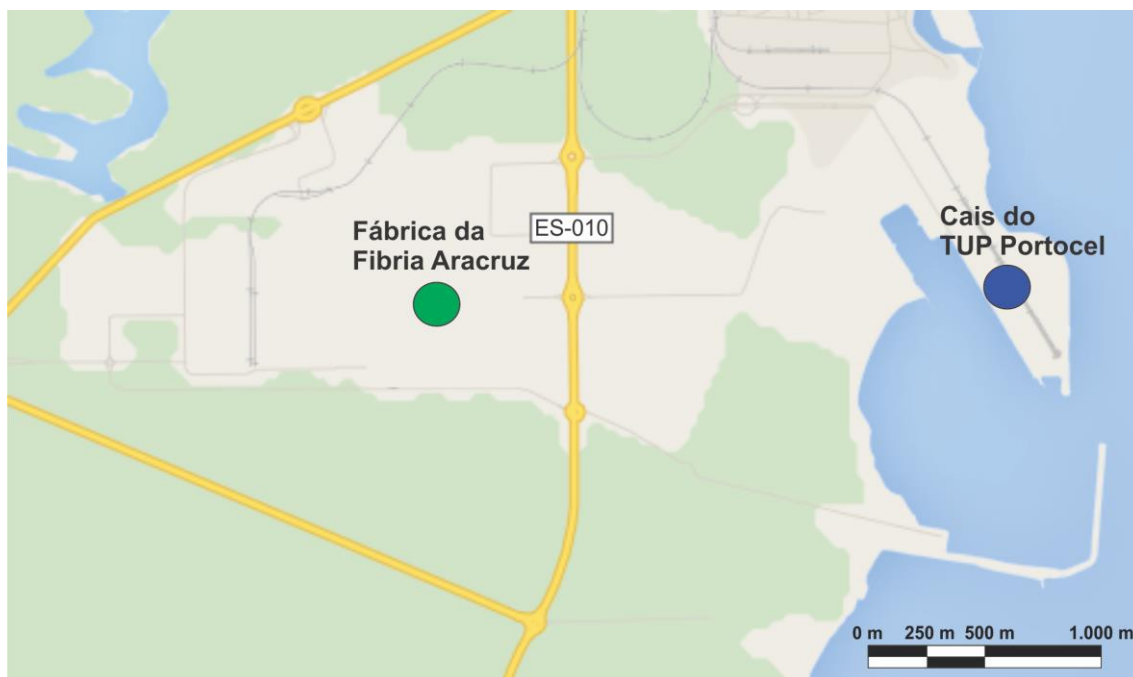 Fábrica da
Fibria Aracruz
ES-010
Cais do
TUP Portocel
0 m 250 m 500 m 1.000 m